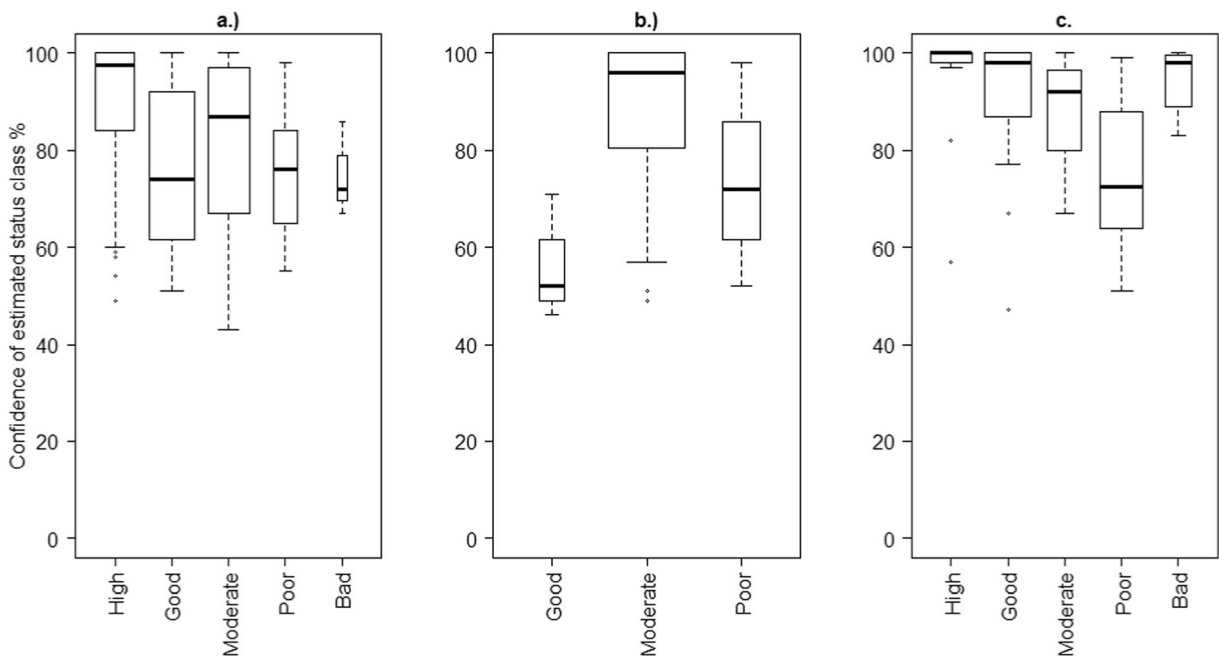 a.)
b.)
c.
Confidence of estimated status class %
100
80
60
40
20
0
High
Good
Moderate
Poor
Bad
100
80
60
40
20
0
Good
Moderate
Poor
100
80
60
40
20
0
High
Good
Moderate
Poor
Bad